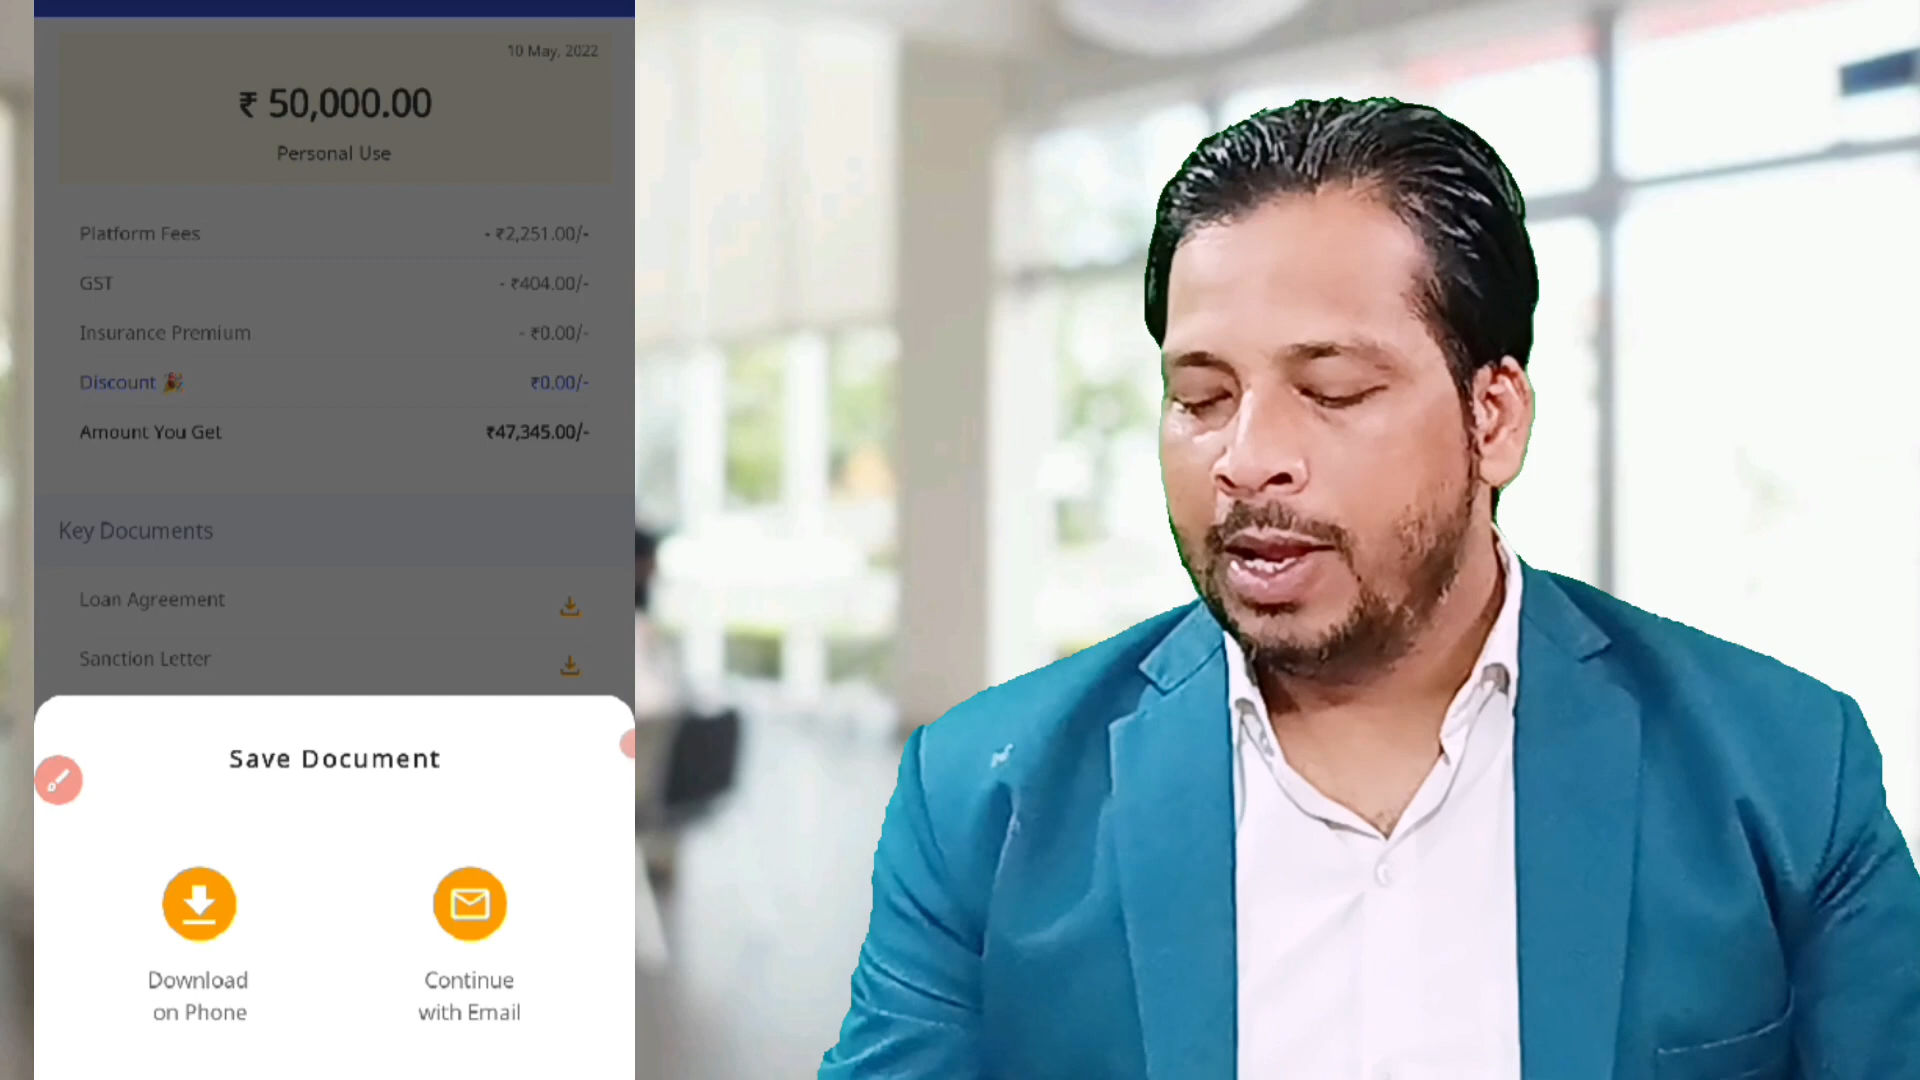 10 May, 2022
₹ 50,000.00
Personal Use
Platform Fees - ₹2,251.00/-
GST - ₹404.00/-
Insurance Premium - ₹0.00/-
Discount 🎉 ₹0.00/-
Amount You Get ₹47,345.00/-
Key Documents
Loan Agreement
Sanction Letter
Save Document
Download
on Phone
Continue
with Email